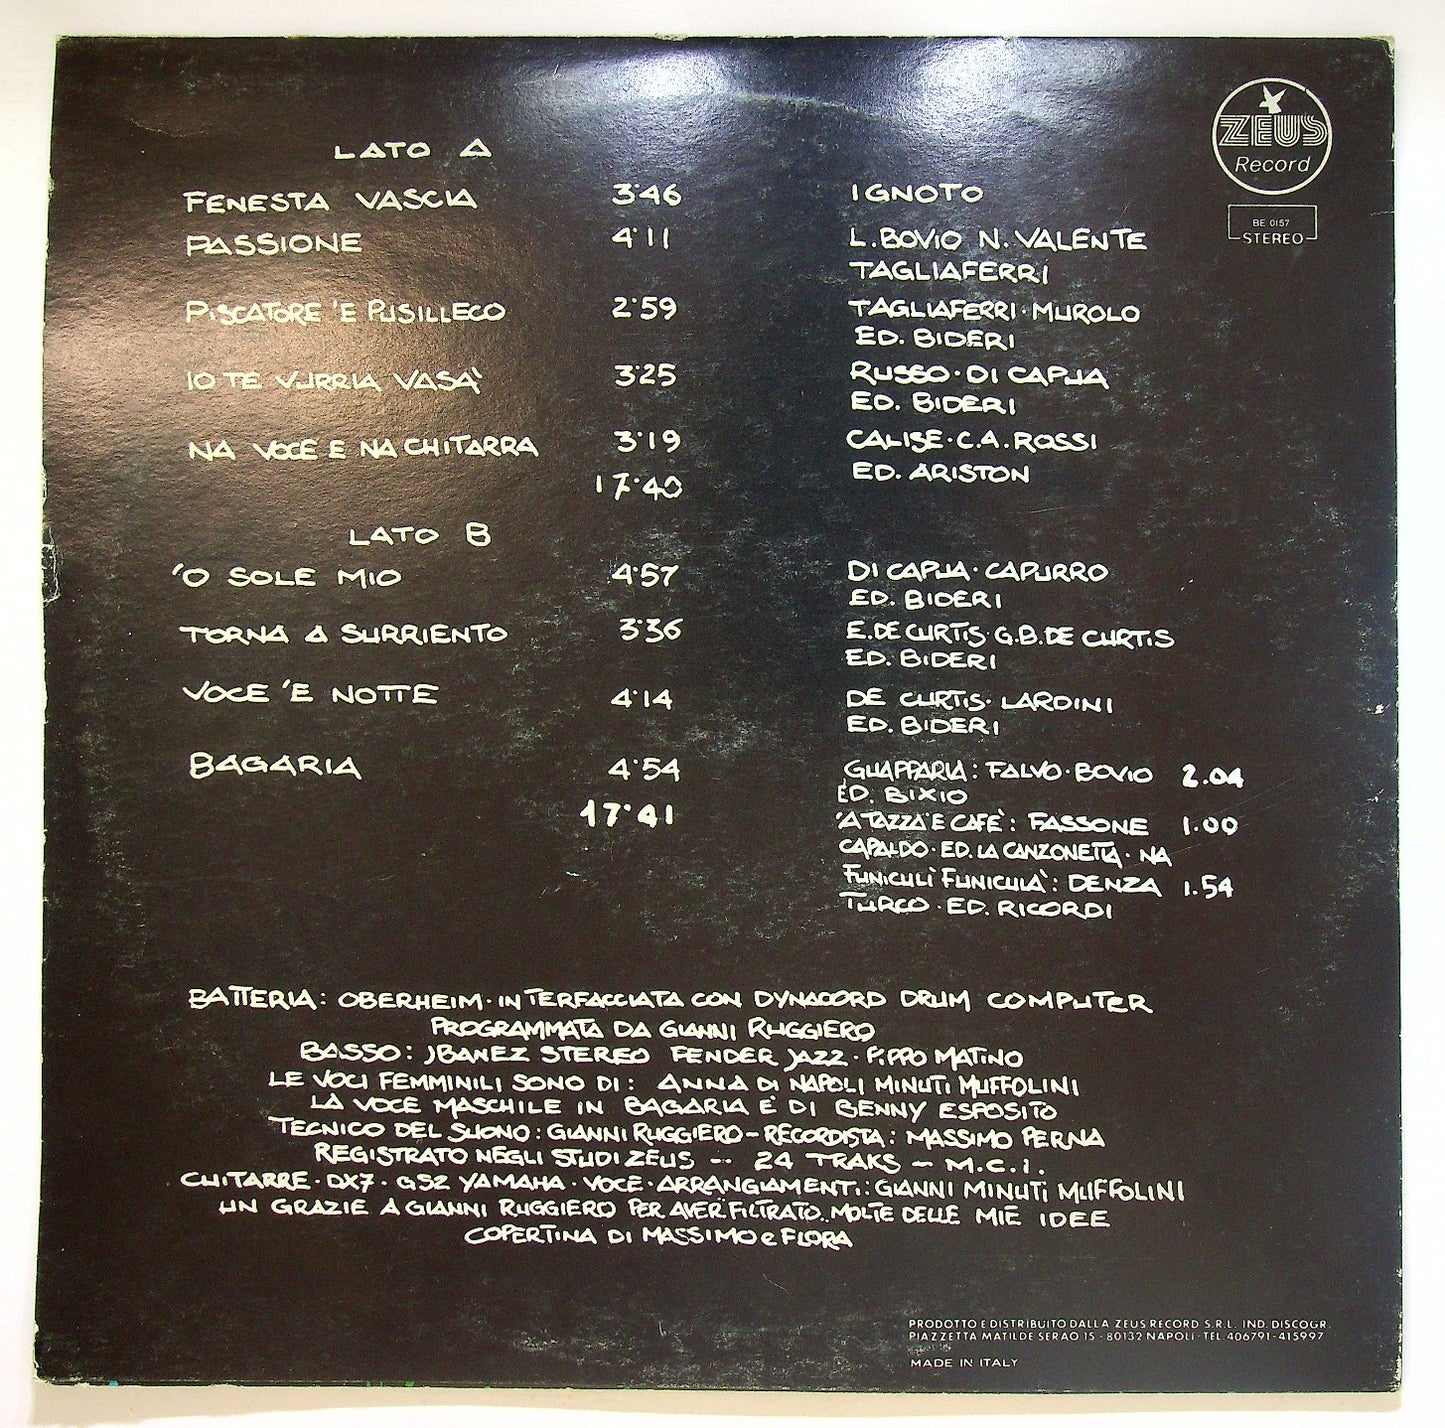 ZEUS
Record
BE 0157
STEREO
LATO A
FENESTA VASCIA 3'46 IGNOTO
PASSIONE 4'11 L. BOVIO N. VALENTE
TAGLIAFERRI
PISCATORE 'E PUSILLECO 2'59 TAGLIAFERRI · MUROLO
ED. BIDERI
IO TE VURRIA VASA' 3'25 RUSSO · DI CAPUA
ED. BIDERI
NA VOCE E NA CHITARRA 3'19 CALISE · C.A. ROSSI
ED. ARISTON
17'40
LATO B
'O SOLE MIO 4'57 DI CAPUA · CAPURRO
ED. BIDERI
TORNA A SURRIENTO 3'36 E. DE CURTIS · G.B. DE CURTIS
ED. BIDERI
VOCE 'E NOTTE 4'14 DE CURTIS · LARDINI
ED. BIDERI
BAGARIA 4'54 GUAPPARIA : FALVO · BOVIO 2.04
ED. BIXIO
17'41 'A TAZZA E CAFE' : FASSONE 1.00
CAPALDO · ED. LA CANZONETTA · NA
FUNICULI' FUNICULA' : DENZA 1.54
TURCO · ED. RICORDI
BATTERIA: OBERHEIM · INTERFACCIATA CON DYNACORD DRUM COMPUTER
PROGRAMMATA DA GIANNI RUGGIERO
BASSO: IBANEZ STEREO FENDER JAZZ · PIPPO MATINO
LE VOCI FEMMINILI SONO DI: ANNA DI NAPOLI MINUTI MUFFOLINI
LA VOCE MASCHILE IN BAGARIA È DI BENNY ESPOSITO
TECNICO DEL SUONO: GIANNI RUGGIERO - RECORDISTA: MASSIMO PERNA
REGISTRATO NEGLI STUDI ZEUS -- 24 TRAKS - M.C.I.
CHITARRE · DX7 · GS2 YAMAHA · VOCE · ARRANGIAMENTI: GIANNI MINUTI MUFFOLINI
UN GRAZIE A GIANNI RUGGIERO PER AVER "FILTRATO".. MOLTE DELLE MIE IDEE
COPERTINA DI MASSIMO e FLORA
PRODOTTO E DISTRIBUITO DALLA ZEUS RECORD S.R.L. IND. DISCOGR.
PIAZZETTA MATILDE SERAO 15 - 80132 NAPOLI - TEL. 406791 - 415997
MADE IN ITALY